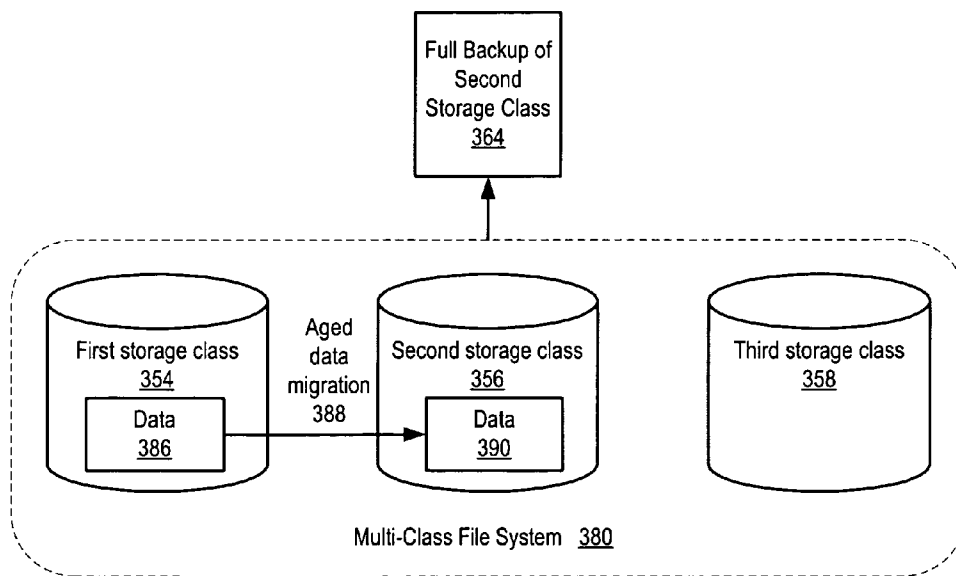 Full Backup of
Second
Storage Class
364
First storage class
354
Data
386
Aged
data
migration
388
Second storage class
356
Data
390
Third storage class
358
Multi-Class File System 380